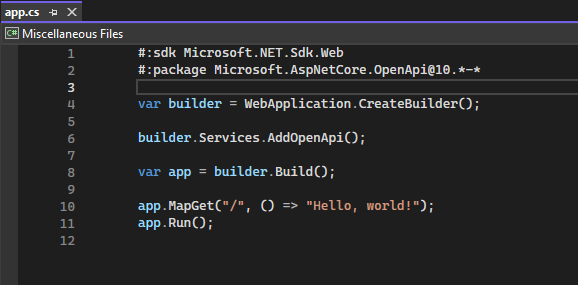 app.cs
C# Miscellaneous Files
1 #:sdk Microsoft.NET.Sdk.Web
2 #:package Microsoft.AspNetCore.OpenApi@10.*-*
3
4 var builder = WebApplication.CreateBuilder();
5
6 builder.Services.AddOpenApi();
7
8 var app = builder.Build();
9
10 app.MapGet("/", () => "Hello, world!");
11 app.Run();
12